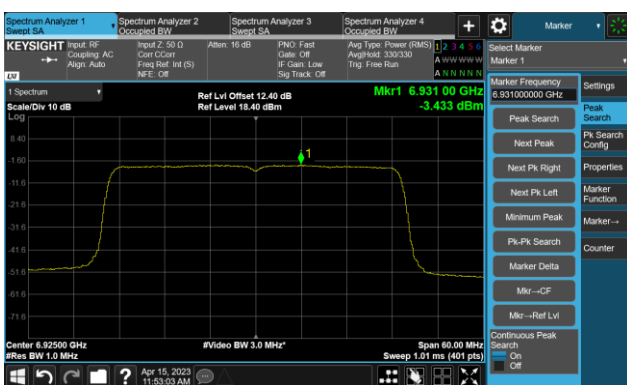 Spectrum Analyzer 1
Swept SA
Spectrum Analyzer 2
Occupied BW
Spectrum Analyzer 3
Swept SA
Spectrum Analyzer 4
Occupied BW
+
Marker
KEYSIGHT
Input: RF
Coupling: AC
Align: Auto
Input Z: 50 Ω
Corr CCorr
Freq Ref: Int (S)
NFE: Off
Atten: 16 dB
PNO: Fast
Gate: Off
IF Gain: Low
Sig Track: Off
Avg Type: Power (RMS)
Avg|Hold: 330/330
Trig: Free Run
1 2 3 4 5 6
A W W W W W
A N N N N N
LXI
Select Marker
Marker 1
1 Spectrum
Scale/Div 10 dB
Log
Ref Lvl Offset 12.40 dB
Ref Level 18.40 dBm
Mkr1 6.931 00 GHz
-3.433 dBm
8.40
-1.60
-11.6
-21.6
-31.6
-41.6
-51.6
-61.6
-71.6
1
Center 6.92500 GHz
#Res BW 1.0 MHz
#Video BW 3.0 MHz*
Span 60.00 MHz
Sweep 1.01 ms (401 pts)
Marker Frequency
6.931000000 GHz
Peak Search
Next Peak
Next Pk Right
Next Pk Left
Minimum Peak
Pk-Pk Search
Marker Delta
Mkr→CF
Mkr→Ref Lvl
Continuous Peak
Search
On
Off
Settings
Peak
Search
Pk Search
Config
Properties
Marker
Function
Marker→
Counter
?
Apr 15, 2023
11:53:03 AM